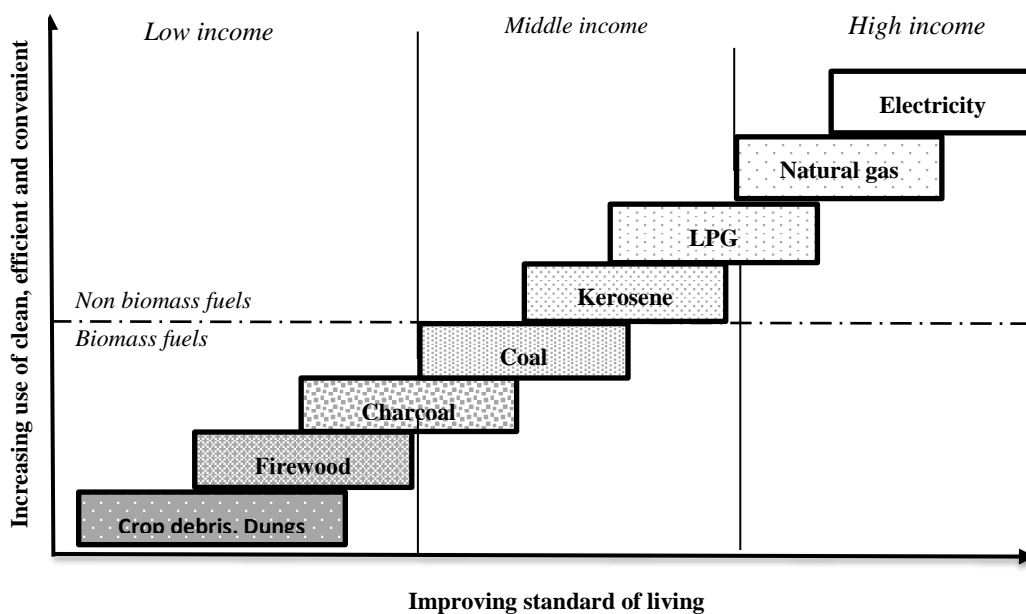 Low income
Middle income
High income
Electricity
Natural gas
LPG
Kerosene
Non biomass fuels
Biomass fuels
Coal
Charcoal
Firewood
Crop debris. Dungs
Increasing use of clean, efficient and convenient
Improving standard of living